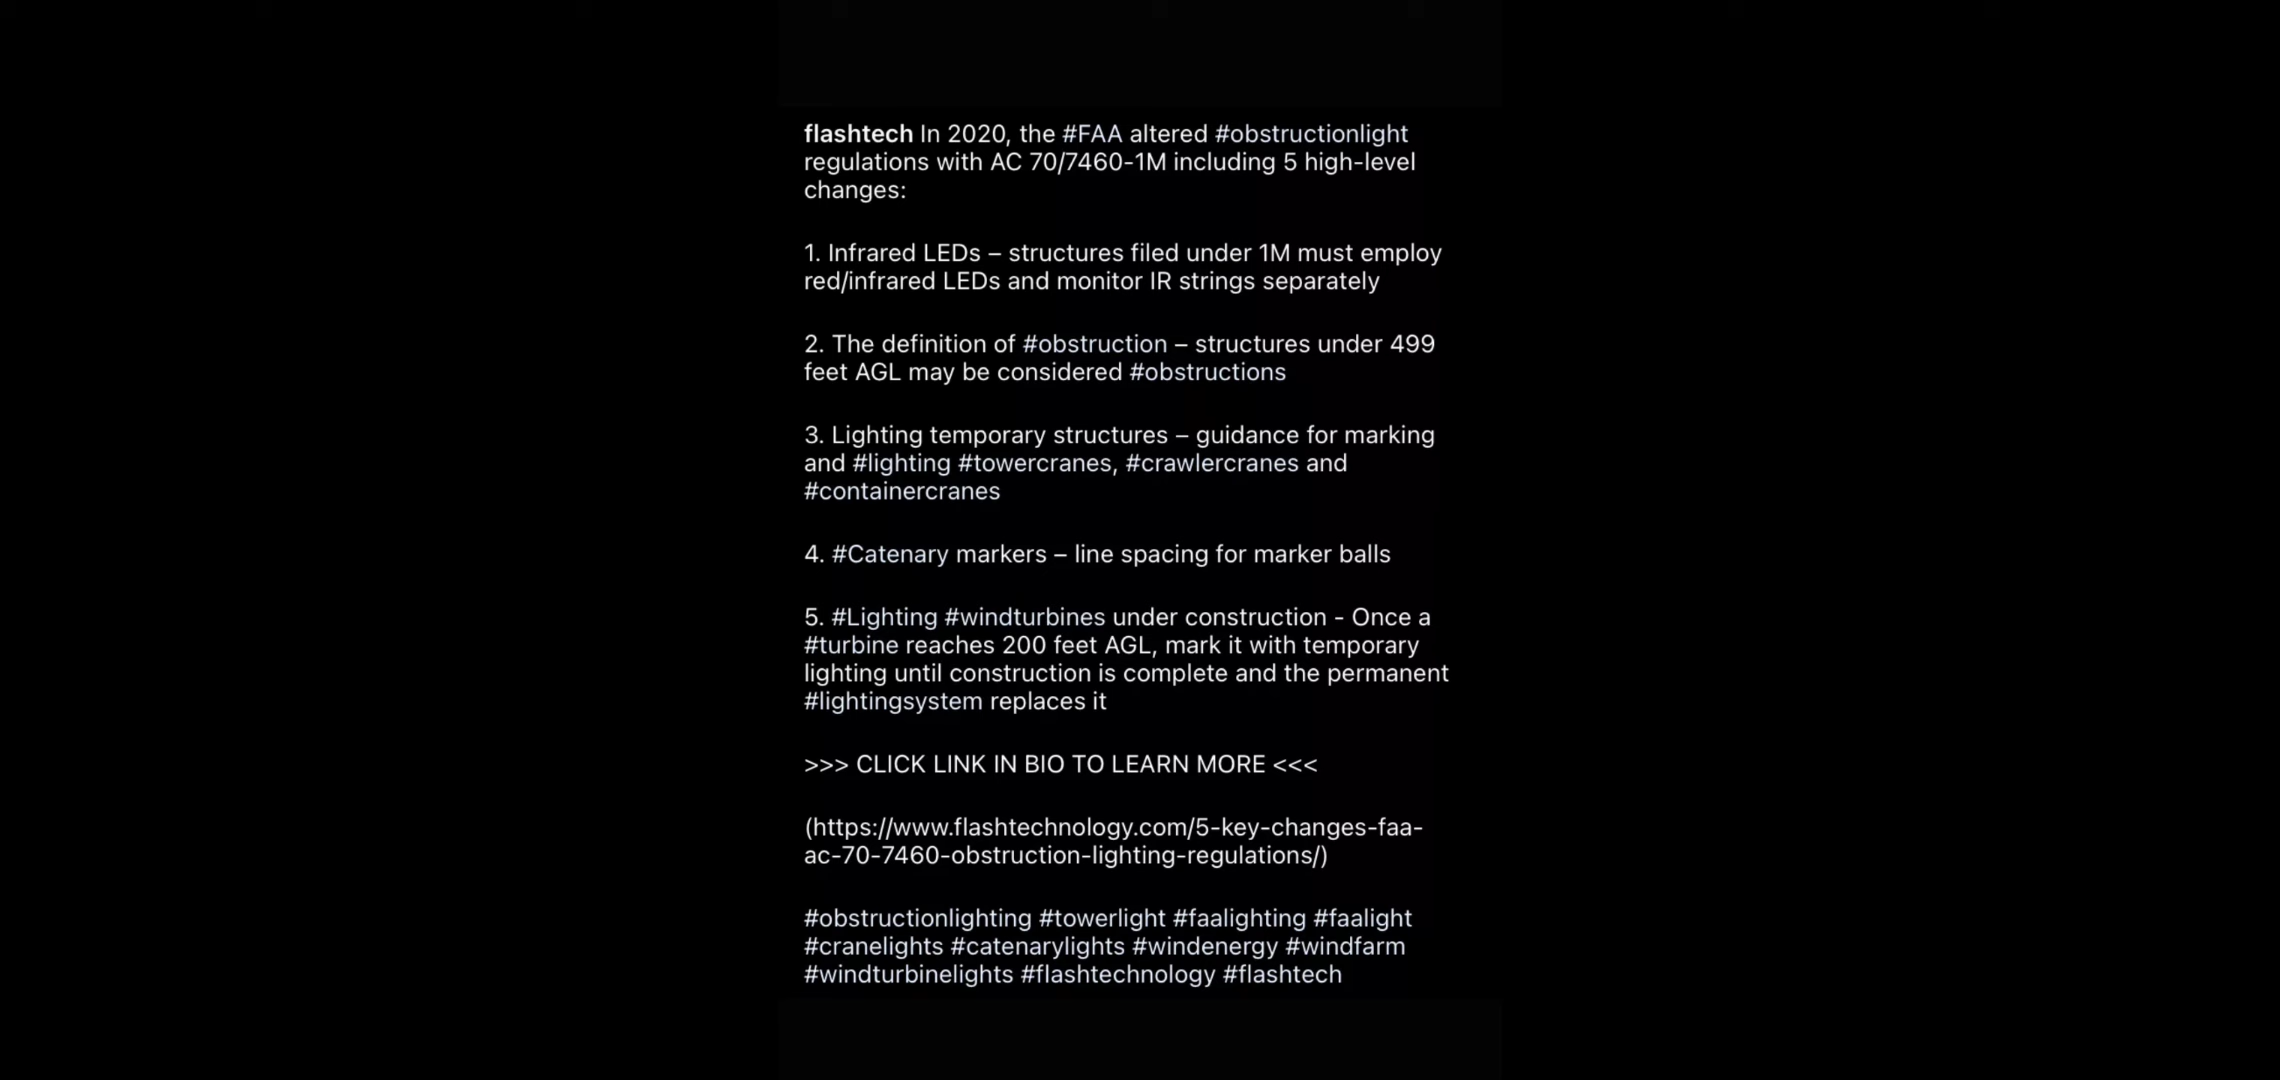 flashtech In 2020, the #FAA altered #obstructionlight
regulations with AC 70/7460-1M including 5 high-level
changes:
1. Infrared LEDs – structures filed under 1M must employ
red/infrared LEDs and monitor IR strings separately
2. The definition of #obstruction – structures under 499
feet AGL may be considered #obstructions
3. Lighting temporary structures – guidance for marking
and #lighting #towercranes, #crawlercranes and
#containercranes
4. #Catenary markers – line spacing for marker balls
5. #Lighting #windturbines under construction - Once a
#turbine reaches 200 feet AGL, mark it with temporary
lighting until construction is complete and the permanent
#lightingsystem replaces it
>>> CLICK LINK IN BIO TO LEARN MORE <<<
(https://www.flashtechnology.com/5-key-changes-faa-
ac-70-7460-obstruction-lighting-regulations/)
#obstructionlighting #towerlight #faalighting #faalight
#cranelights #catenarylights #windenergy #windfarm
#windturbinelights #flashtechnology #flashtech